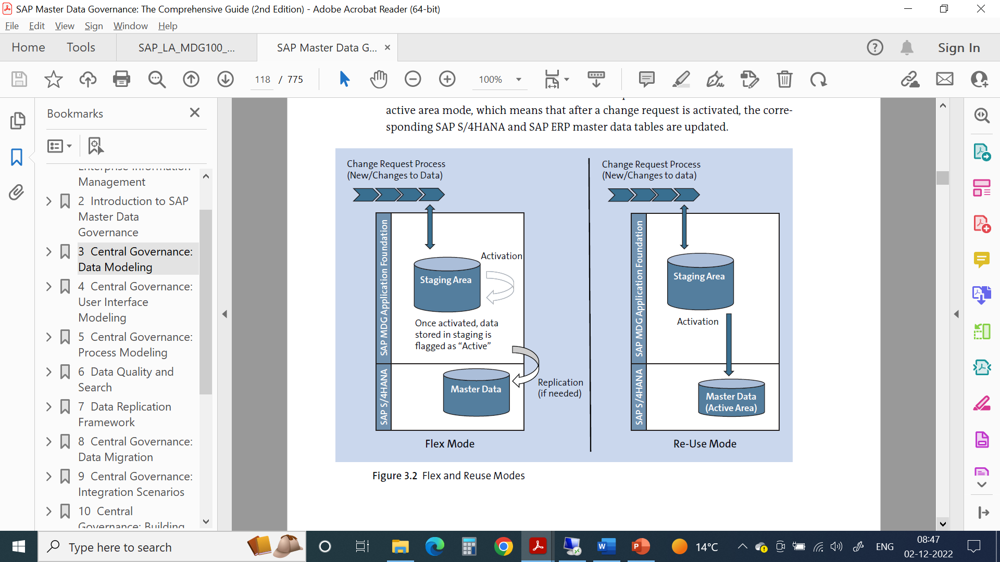 SAP Master Data Governance: The Comprehensive Guide (2nd Edition) - Adobe Acrobat Reader (64-bit)
File Edit View Sign Window Help
Home Tools SAP_LA_MDG100_... SAP Master Data G... Sign In
118 / 775 100%
Bookmarks
Enterprise Information
Management
2 Introduction to SAP
Master Data
Governance
3 Central Governance:
Data Modeling
4 Central Governance:
User Interface
Modeling
5 Central Governance:
Process Modeling
6 Data Quality and
Search
7 Data Replication
Framework
8 Central Governance:
Data Migration
9 Central Governance:
Integration Scenarios
10 Central
Governance: Building
active area mode, which means that after a change request is activated, the corre-
sponding SAP S/4HANA and SAP ERP master data tables are updated.
Change Request Process
(New/Changes to Data)
SAP MDG Application Foundation
Activation
Staging Area
Once activated, data
stored in staging is
flagged as “Active”
SAP S/4HANA
Master Data
Replication
(if needed)
Flex Mode
Change Request Process
(New/Changes to data)
SAP MDG Application Foundation
Staging Area
Activation
SAP S/4HANA
Master Data
(Active Area)
Re-Use Mode
Figure 3.2 Flex and Reuse Modes
Type here to search
14°C
ENG
08:47
02-12-2022